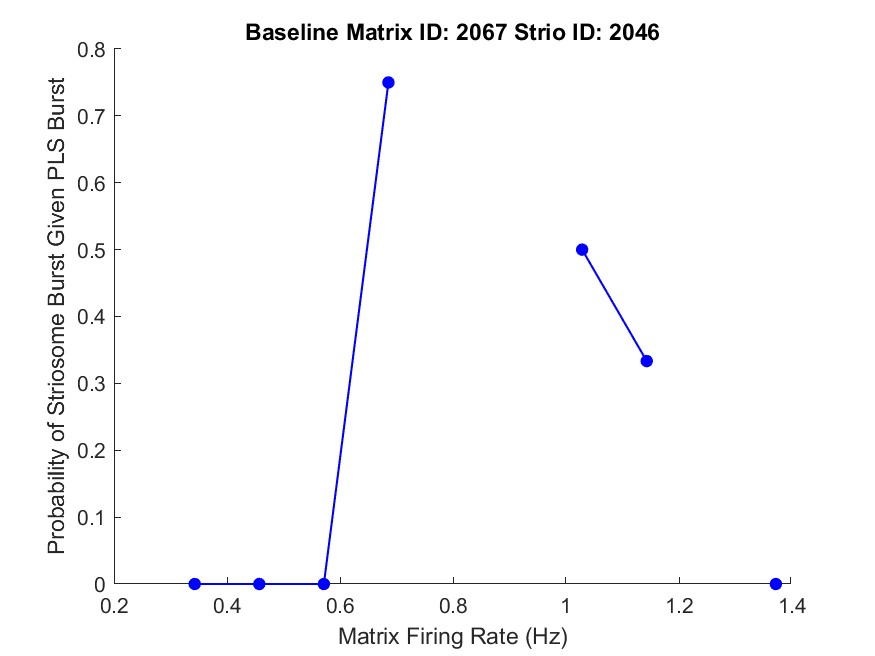 Baseline Matrix ID: 2067 Strio ID: 2046
Probability of Striosome Burst Given PLS Burst
0.8
0.7
0.6
0.5
0.4
0.3
0.2
0.1
0
0.2 0.4 0.6 0.8 1 1.2 1.4
Matrix Firing Rate (Hz)